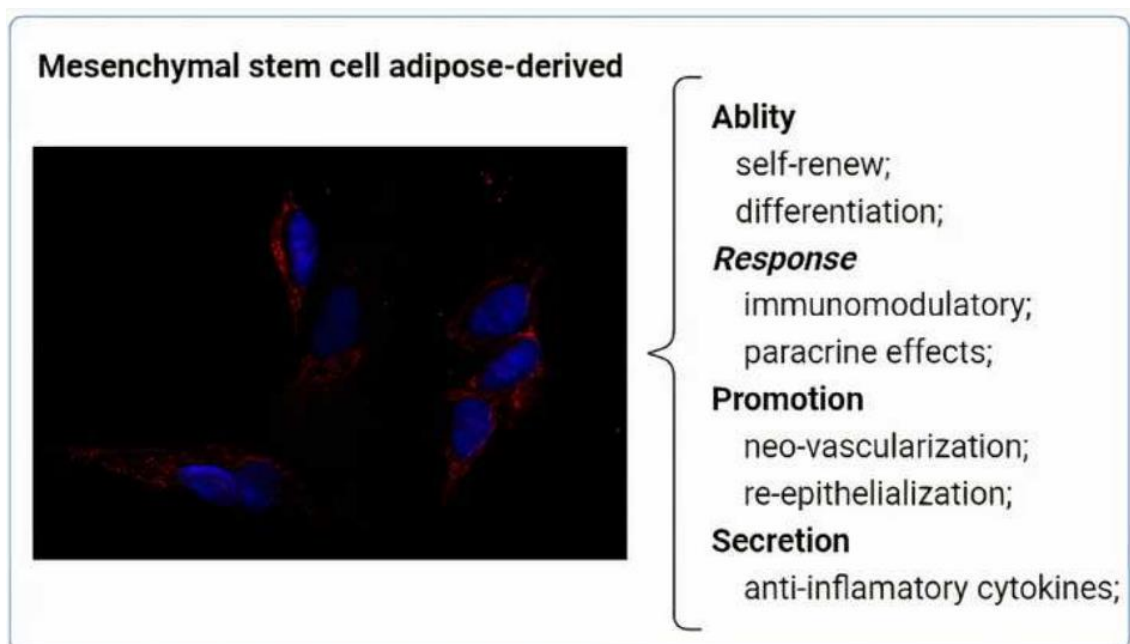 Mesenchymal stem cell adipose-derived
Ablity
self-renew;
differentiation;
Response
immunomodulatory;
paracrine effects;
Promotion
neo-vascularization;
re-epithelialization;
Secretion
anti-inflamatory cytokines;